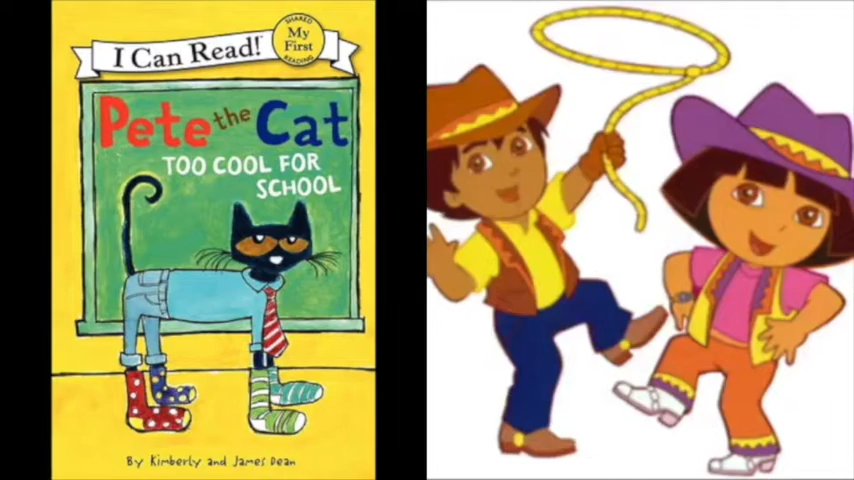 I Can Read!
SHARED
My
First
READING
Pete the Cat
TOO COOL FOR
SCHOOL
By Kimberly and James Dean